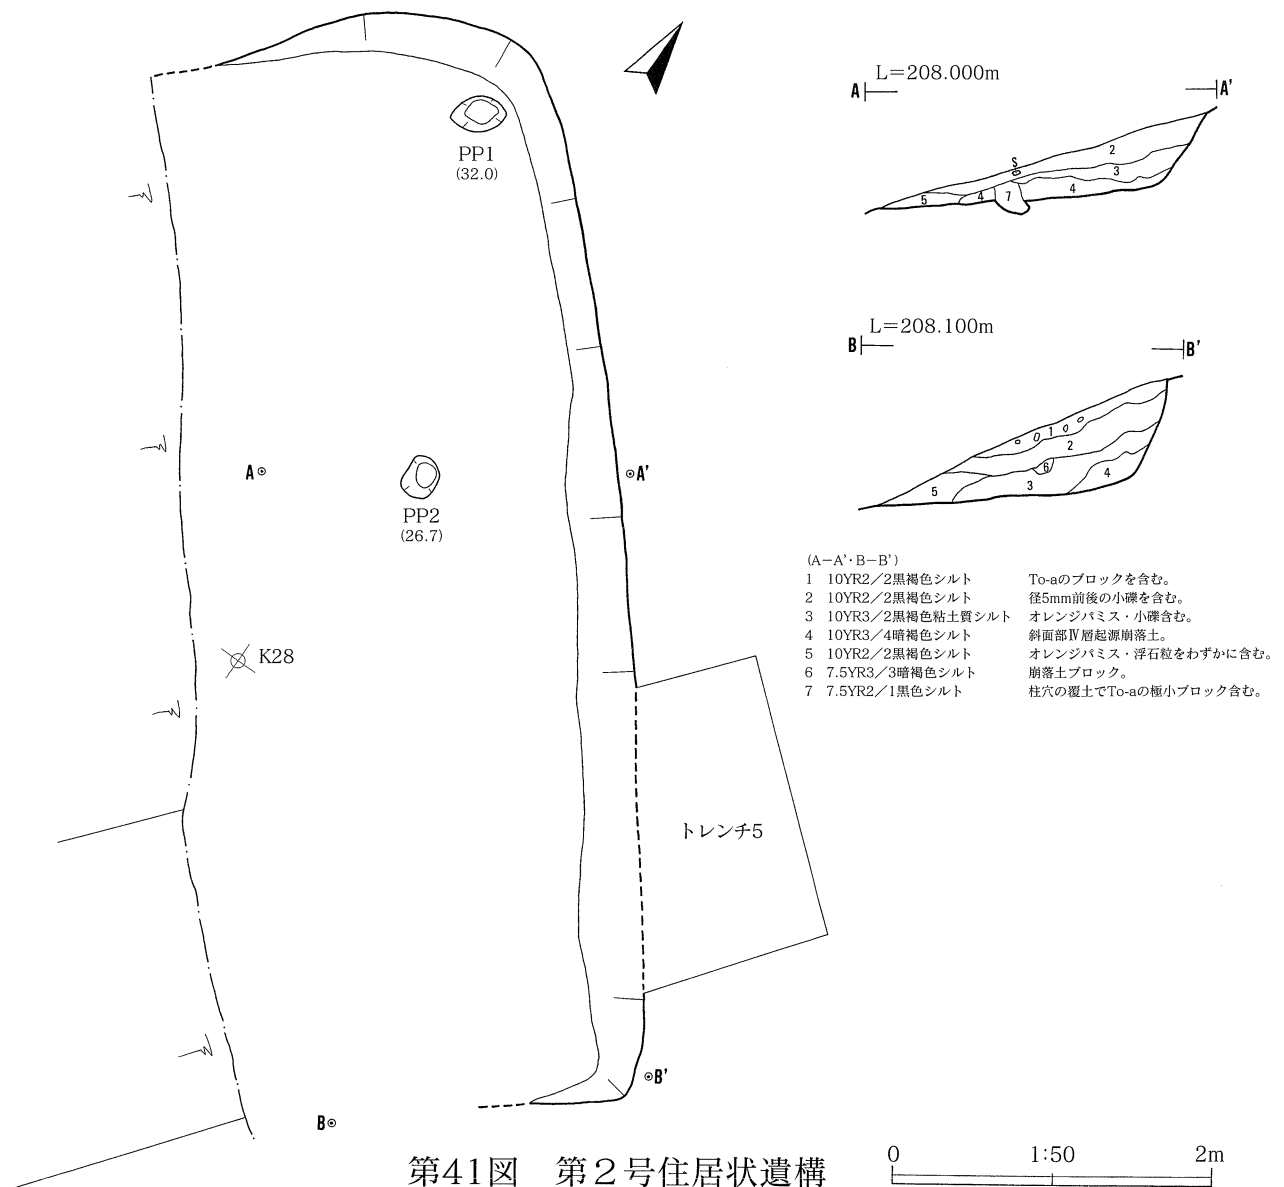 PP1
(32.0)
A
L=208.000m
A'
S
2
3
4
7
4
5
L=208.100m
B
B'
1
2
6
3
4
5
A
A'
PP2
(26.7)
K28
トレンチ5
B'
B
(A－A'・B－B')
1 10YR2／2黒褐色シルト To-aのブロックを含む。
2 10YR2／2黒褐色シルト 径5mm前後の小礫を含む。
3 10YR3／2黒褐色粘土質シルト オレンジパミス・小礫含む。
4 10YR3／4暗褐色シルト 斜面部Ⅳ層起源崩落土。
5 10YR2／2黒褐色シルト オレンジパミス・浮石粒をわずかに含む。
6 7.5YR3／3暗褐色シルト 崩落土ブロック。
7 7.5YR2／1黒色シルト 柱穴の覆土でTo-aの極小ブロック含む。
第41図 第2号住居状遺構
0 1:50 2m